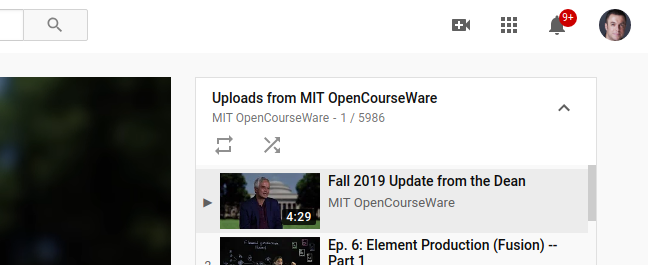 9+
Uploads from MIT OpenCourseWare
MIT OpenCourseWare - 1 / 5986
▶
4:29
Fall 2019 Update from the Dean
MIT OpenCourseWare
Ep. 6: Element Production (Fusion) --
Part 1